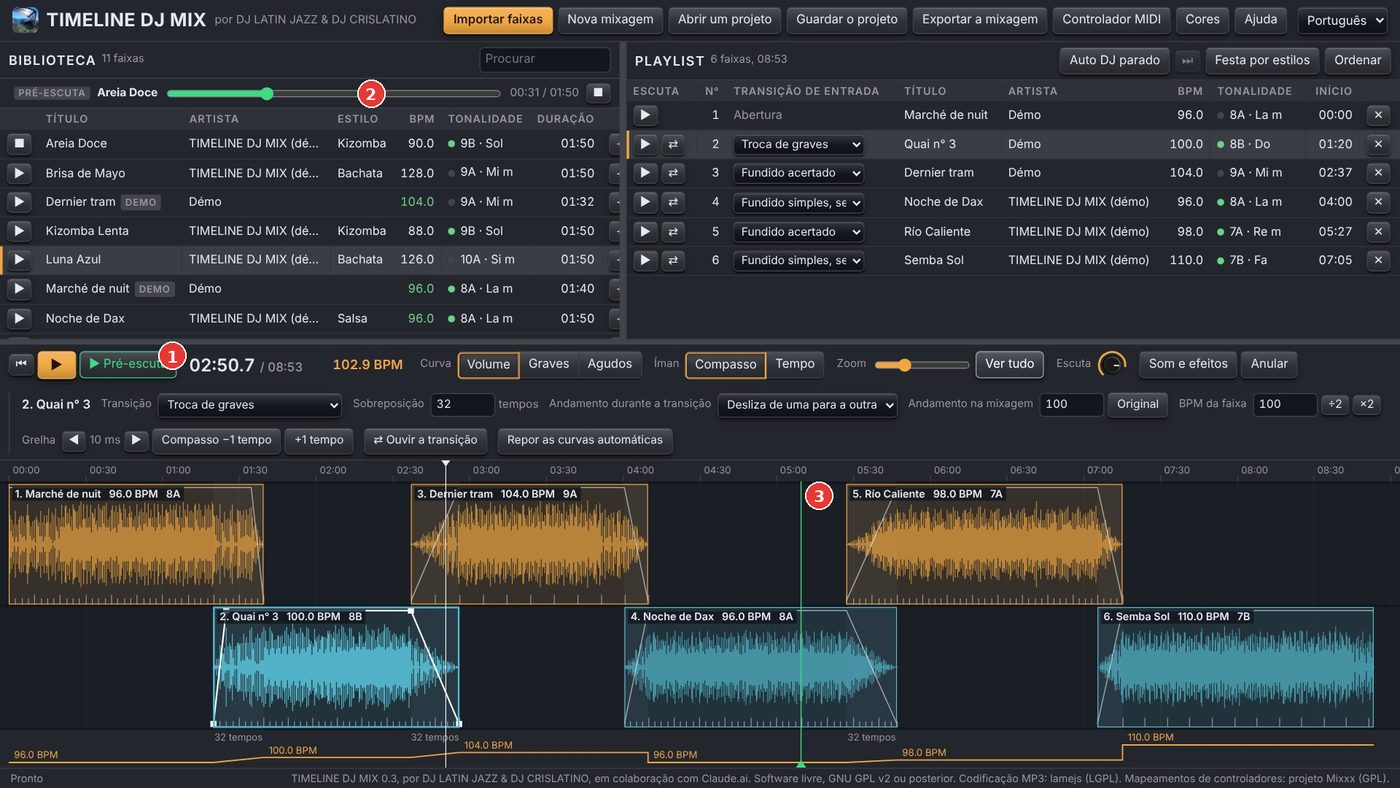 TIMELINE DJ MIX por DJ LATIN JAZZ & DJ CRISLATINO Importar faixas Nova mixagem Abrir um projeto Guardar o projeto Exportar a mixagem Controlador MIDI Cores Ajuda Português
BIBLIOTECA 11 faixas Procurar
PRÉ-ESCUTA Areia Doce 2 00:31 / 01:50
TÍTULO ARTISTA ESTILO BPM TONALIDADE DURAÇÃO
Areia Doce TIMELINE DJ MIX (dé... Kizomba 90.0 9B · Sol 01:50
Brisa de Mayo TIMELINE DJ MIX (dé... Bachata 128.0 9A · Mi m 01:50
Dernier tram DEMO Démo 104.0 9A · Mi m 01:32
Kizomba Lenta TIMELINE DJ MIX (dé... Kizomba 88.0 9B · Sol 01:50
Luna Azul TIMELINE DJ MIX (dé... Bachata 126.0 10A · Si m 01:50
Marché de nuit DEMO Démo 96.0 8A · La m 01:40
Noche de Dax TIMELINE DJ MIX (dé... Salsa 96.0 8A · La m 01:50
PLAYLIST 6 faixas, 08:53 Auto DJ parado Festa por estilos Ordenar
ESCUTA N° TRANSIÇÃO DE ENTRADA TÍTULO ARTISTA BPM TONALIDADE INÍCIO
1 Abertura Marché de nuit Démo 96.0 8A · La m 00:00
2 Troca de graves Quai n° 3 Démo 100.0 8B · Do 01:20
3 Fundido acertado Dernier tram Démo 104.0 9A · Mi m 02:37
4 Fundido simples, se Noche de Dax TIMELINE DJ MIX (démo) 96.0 8A · La m 04:00
5 Fundido acertado Río Caliente TIMELINE DJ MIX (démo) 98.0 7A · Re m 05:27
6 Fundido simples, se Semba Sol TIMELINE DJ MIX (démo) 110.0 7B · Fa 07:05
Pré-escut 1 02:50.7 / 08:53 102.9 BPM Curva Volume Graves Agudos Íman Compasso Tempo Zoom Ver tudo Escuta Som e efeitos Anular
2. Quai n° 3 Transição Troca de graves Sobreposição 32 tempos Andamento durante a transição Desliza de uma para a outra Andamento na mixagem 100 Original BPM da faixa 100 ÷2 ×2
Grelha ◀ 10 ms ▶ Compasso −1 tempo +1 tempo ⇄ Ouvir a transição Repor as curvas automáticas
00:00 00:30 01:00 01:30 02:00 02:30 03:00 03:30 04:00 04:30 05:00 05:30 06:00 06:30 07:00 07:30 08:00 08:30
1. Marché de nuit 96.0 BPM 8A
3. Dernier tram 104.0 BPM 9A
3
5. Río Caliente 98.0 BPM 7A
2. Quai n° 3 100.0 BPM 8B
4. Noche de Dax 96.0 BPM 8A
6. Semba Sol 110.0 BPM 7B
32 tempos 32 tempos 32 tempos
96.0 BPM 100.0 BPM 104.0 BPM 96.0 BPM 98.0 BPM 110.0 BPM
Pronto TIMELINE DJ MIX 0.3, por DJ LATIN JAZZ & DJ CRISLATINO, em colaboração com Claude.ai. Software livre, GNU GPL v2 ou posterior. Codificação MP3: lamejs (LGPL). Mapeamentos de controladores: projeto Mixxx (GPL).